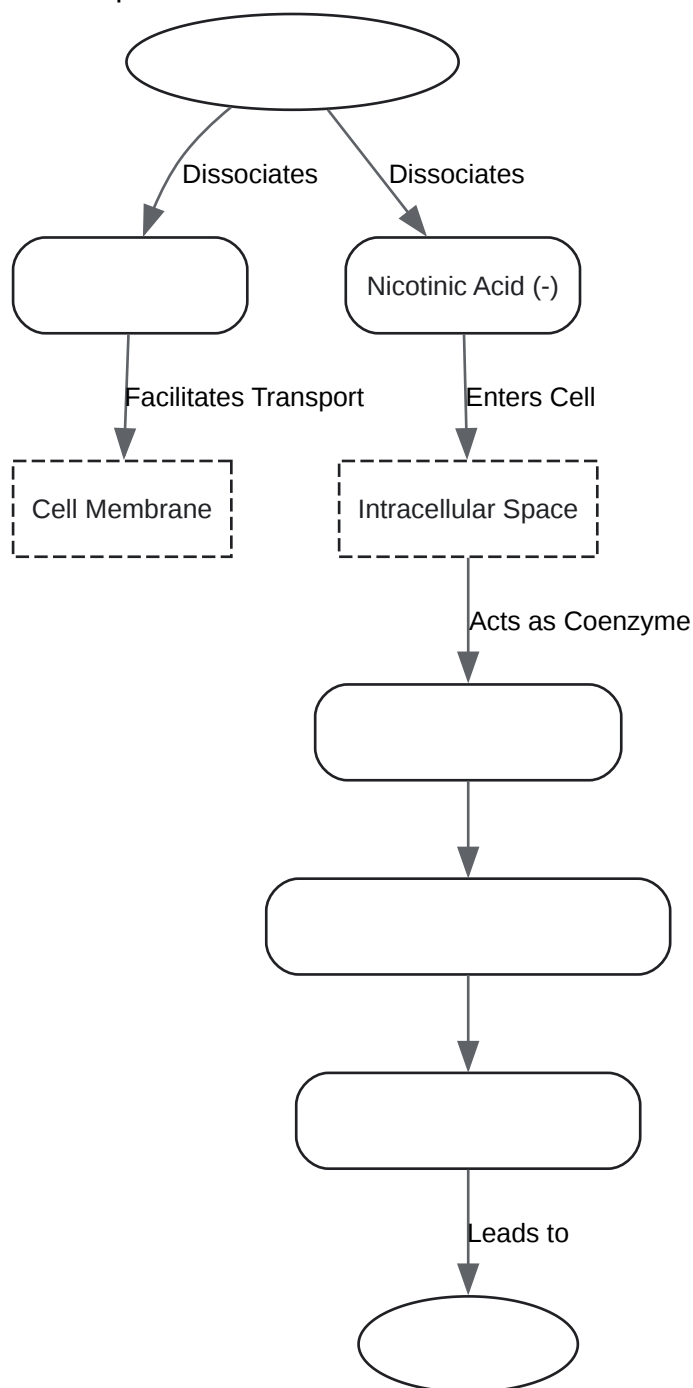 Dissociates
Dissociates
Nicotinic Acid (-)
Facilitates Transport
Enters Cell
Cell Membrane
Intracellular Space
Acts as Coenzyme
Leads to